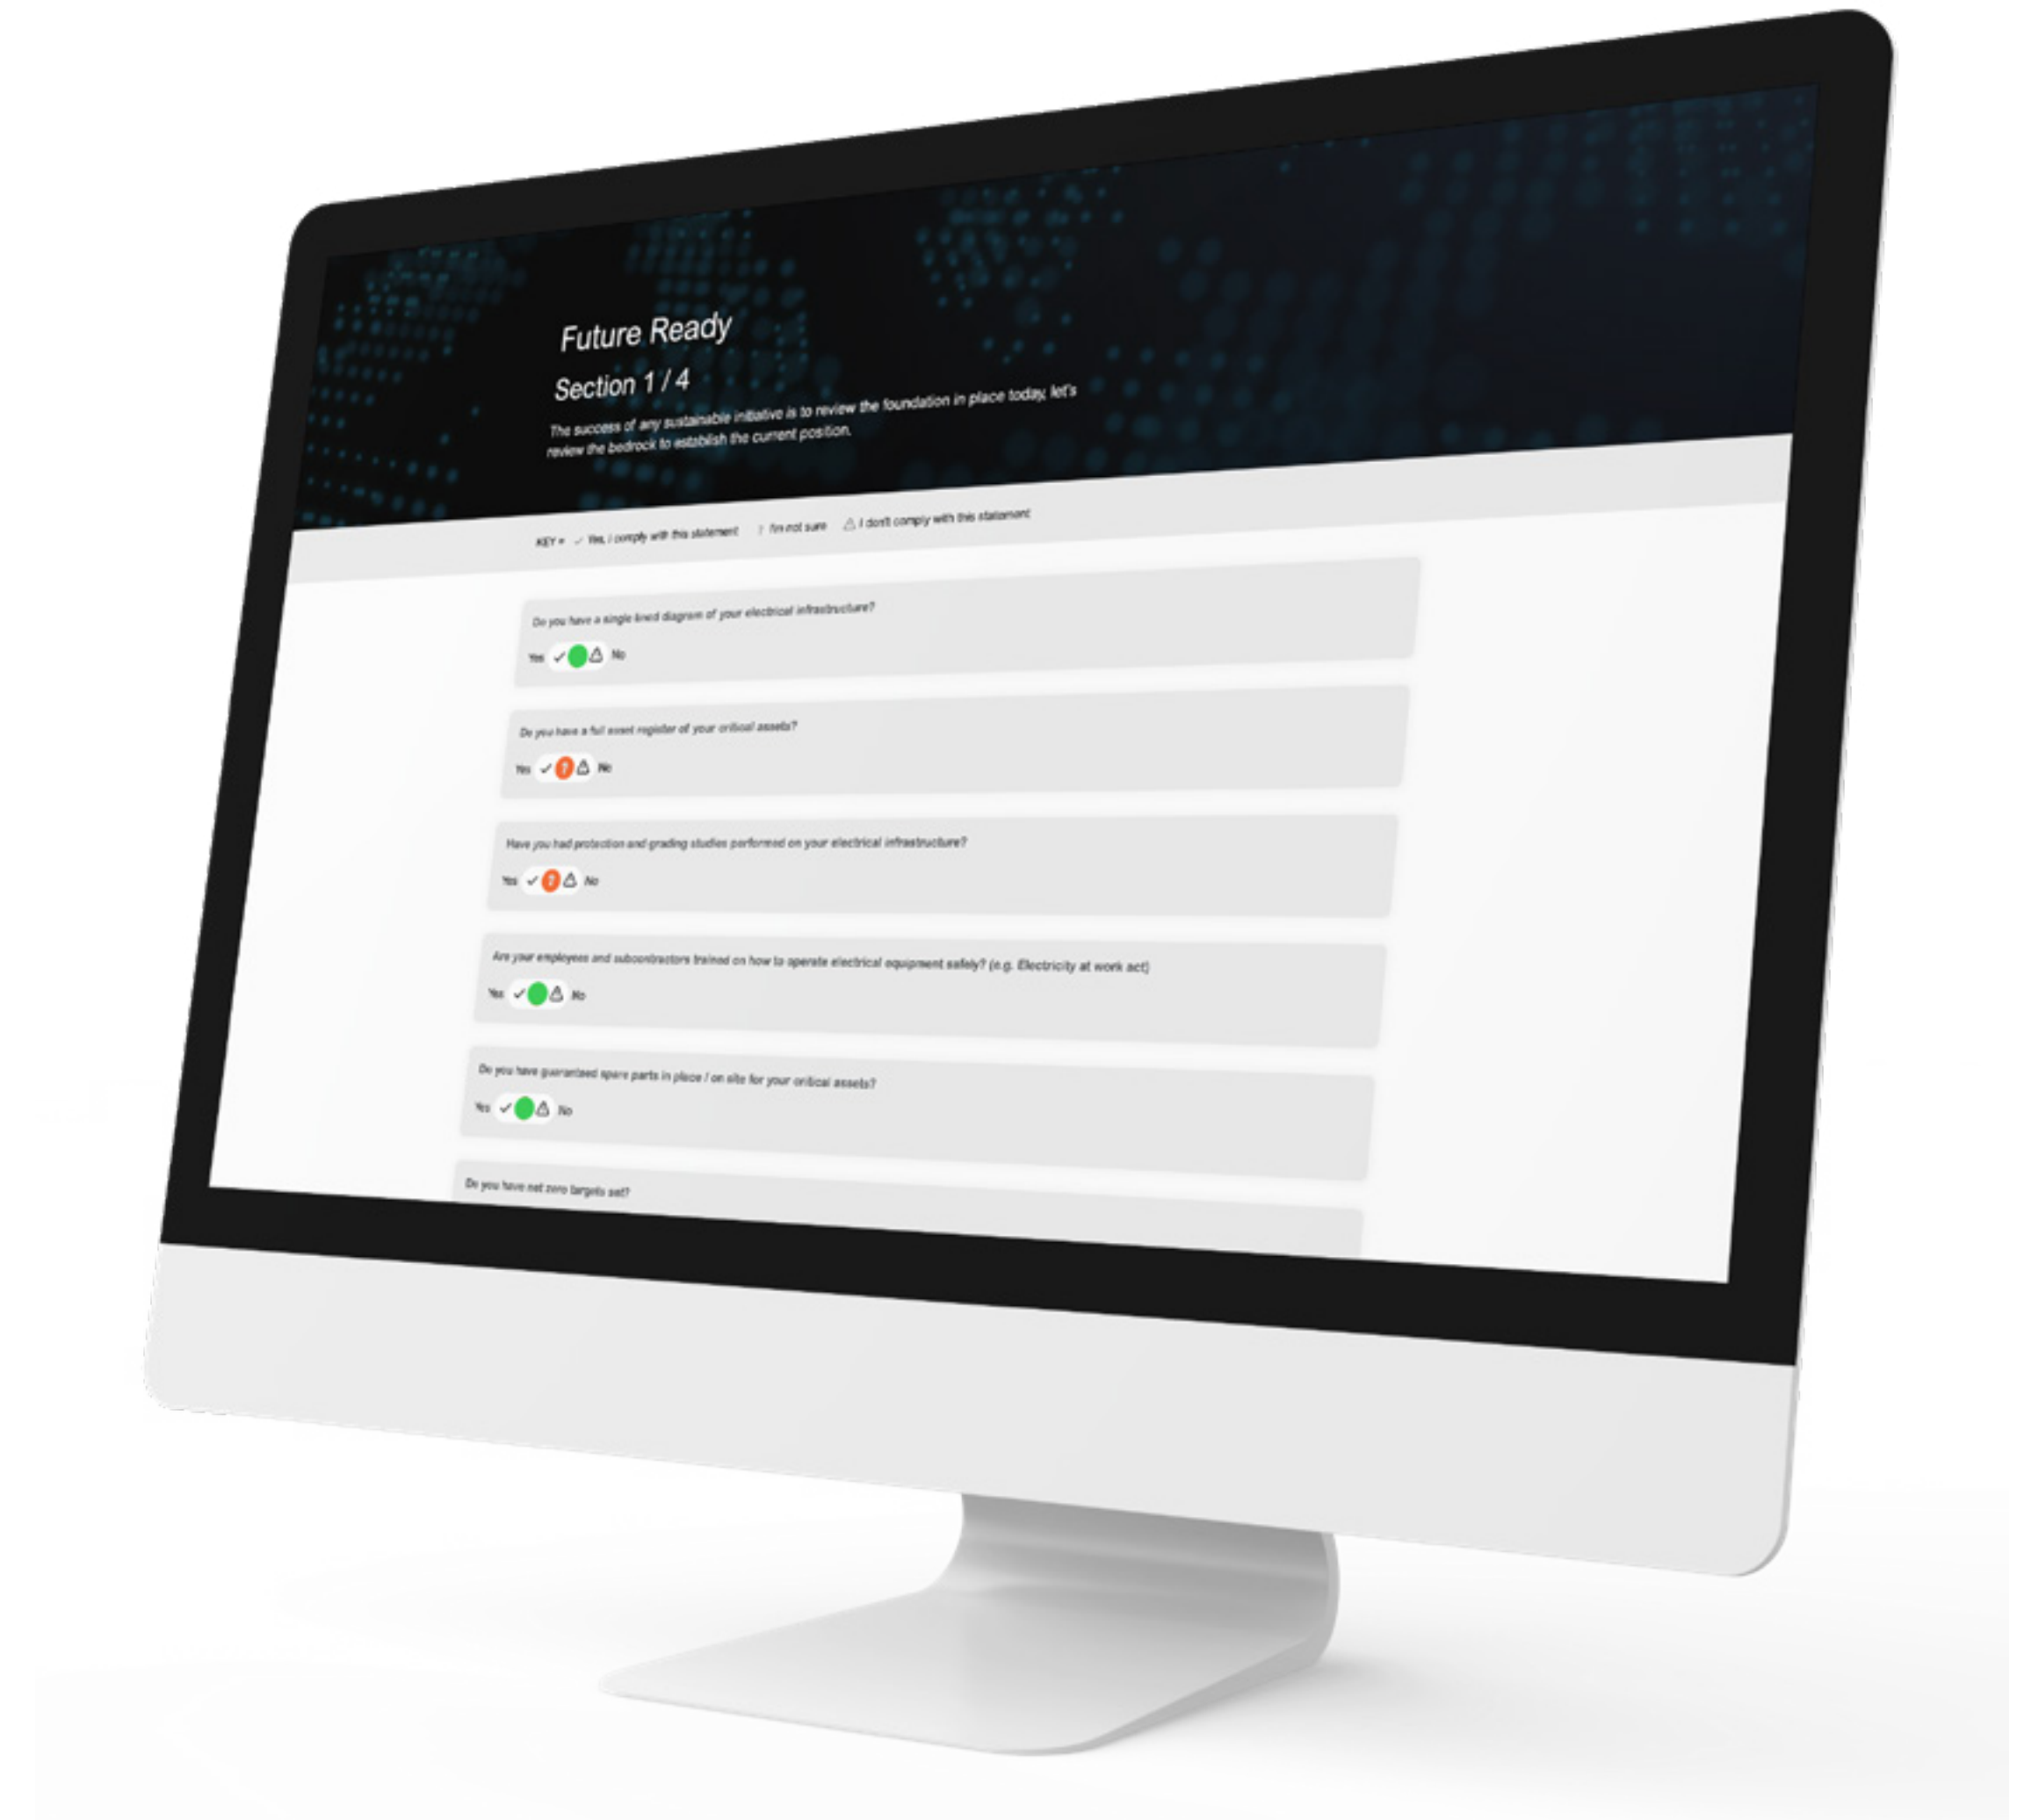 Future Ready
Section 1 / 4
The success of any sustainable initiative is to review the foundation in place today, let's
review the bedrock to establish the current position.
KEY = ✓ Yes, I comply with this statement ? I'm not sure ⚠ I don't comply with this statement
Do you have a single lined diagram of your electrical infrastructure?
Yes ✓ ⚠ No
Do you have a full asset register of your critical assets?
Yes ✓ ? ⚠ No
Have you had protection and grading studies performed on your electrical infrastructure?
Yes ✓ ? ⚠ No
Are your employees and subcontractors trained on how to operate electrical equipment safely? (e.g. Electricity at work act)
Yes ✓ ⚠ No
Do you have guaranteed spare parts in place / on site for your critical assets?
Yes ✓ ⚠ No
Do you have net zero targets set?